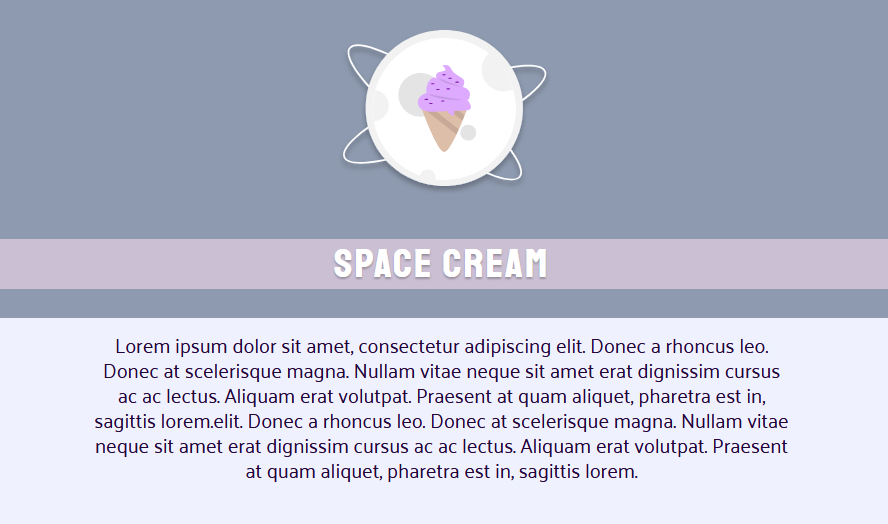 SPACE CREAM
Lorem ipsum dolor sit amet, consectetur adipiscing elit. Donec a rhoncus leo.
Donec at scelerisque magna. Nullam vitae neque sit amet erat dignissim cursus
ac ac lectus. Aliquam erat volutpat. Praesent at quam aliquet, pharetra est in,
sagittis lorem.elit. Donec a rhoncus leo. Donec at scelerisque magna. Nullam vitae
neque sit amet erat dignissim cursus ac ac lectus. Aliquam erat volutpat. Praesent
at quam aliquet, pharetra est in, sagittis lorem.